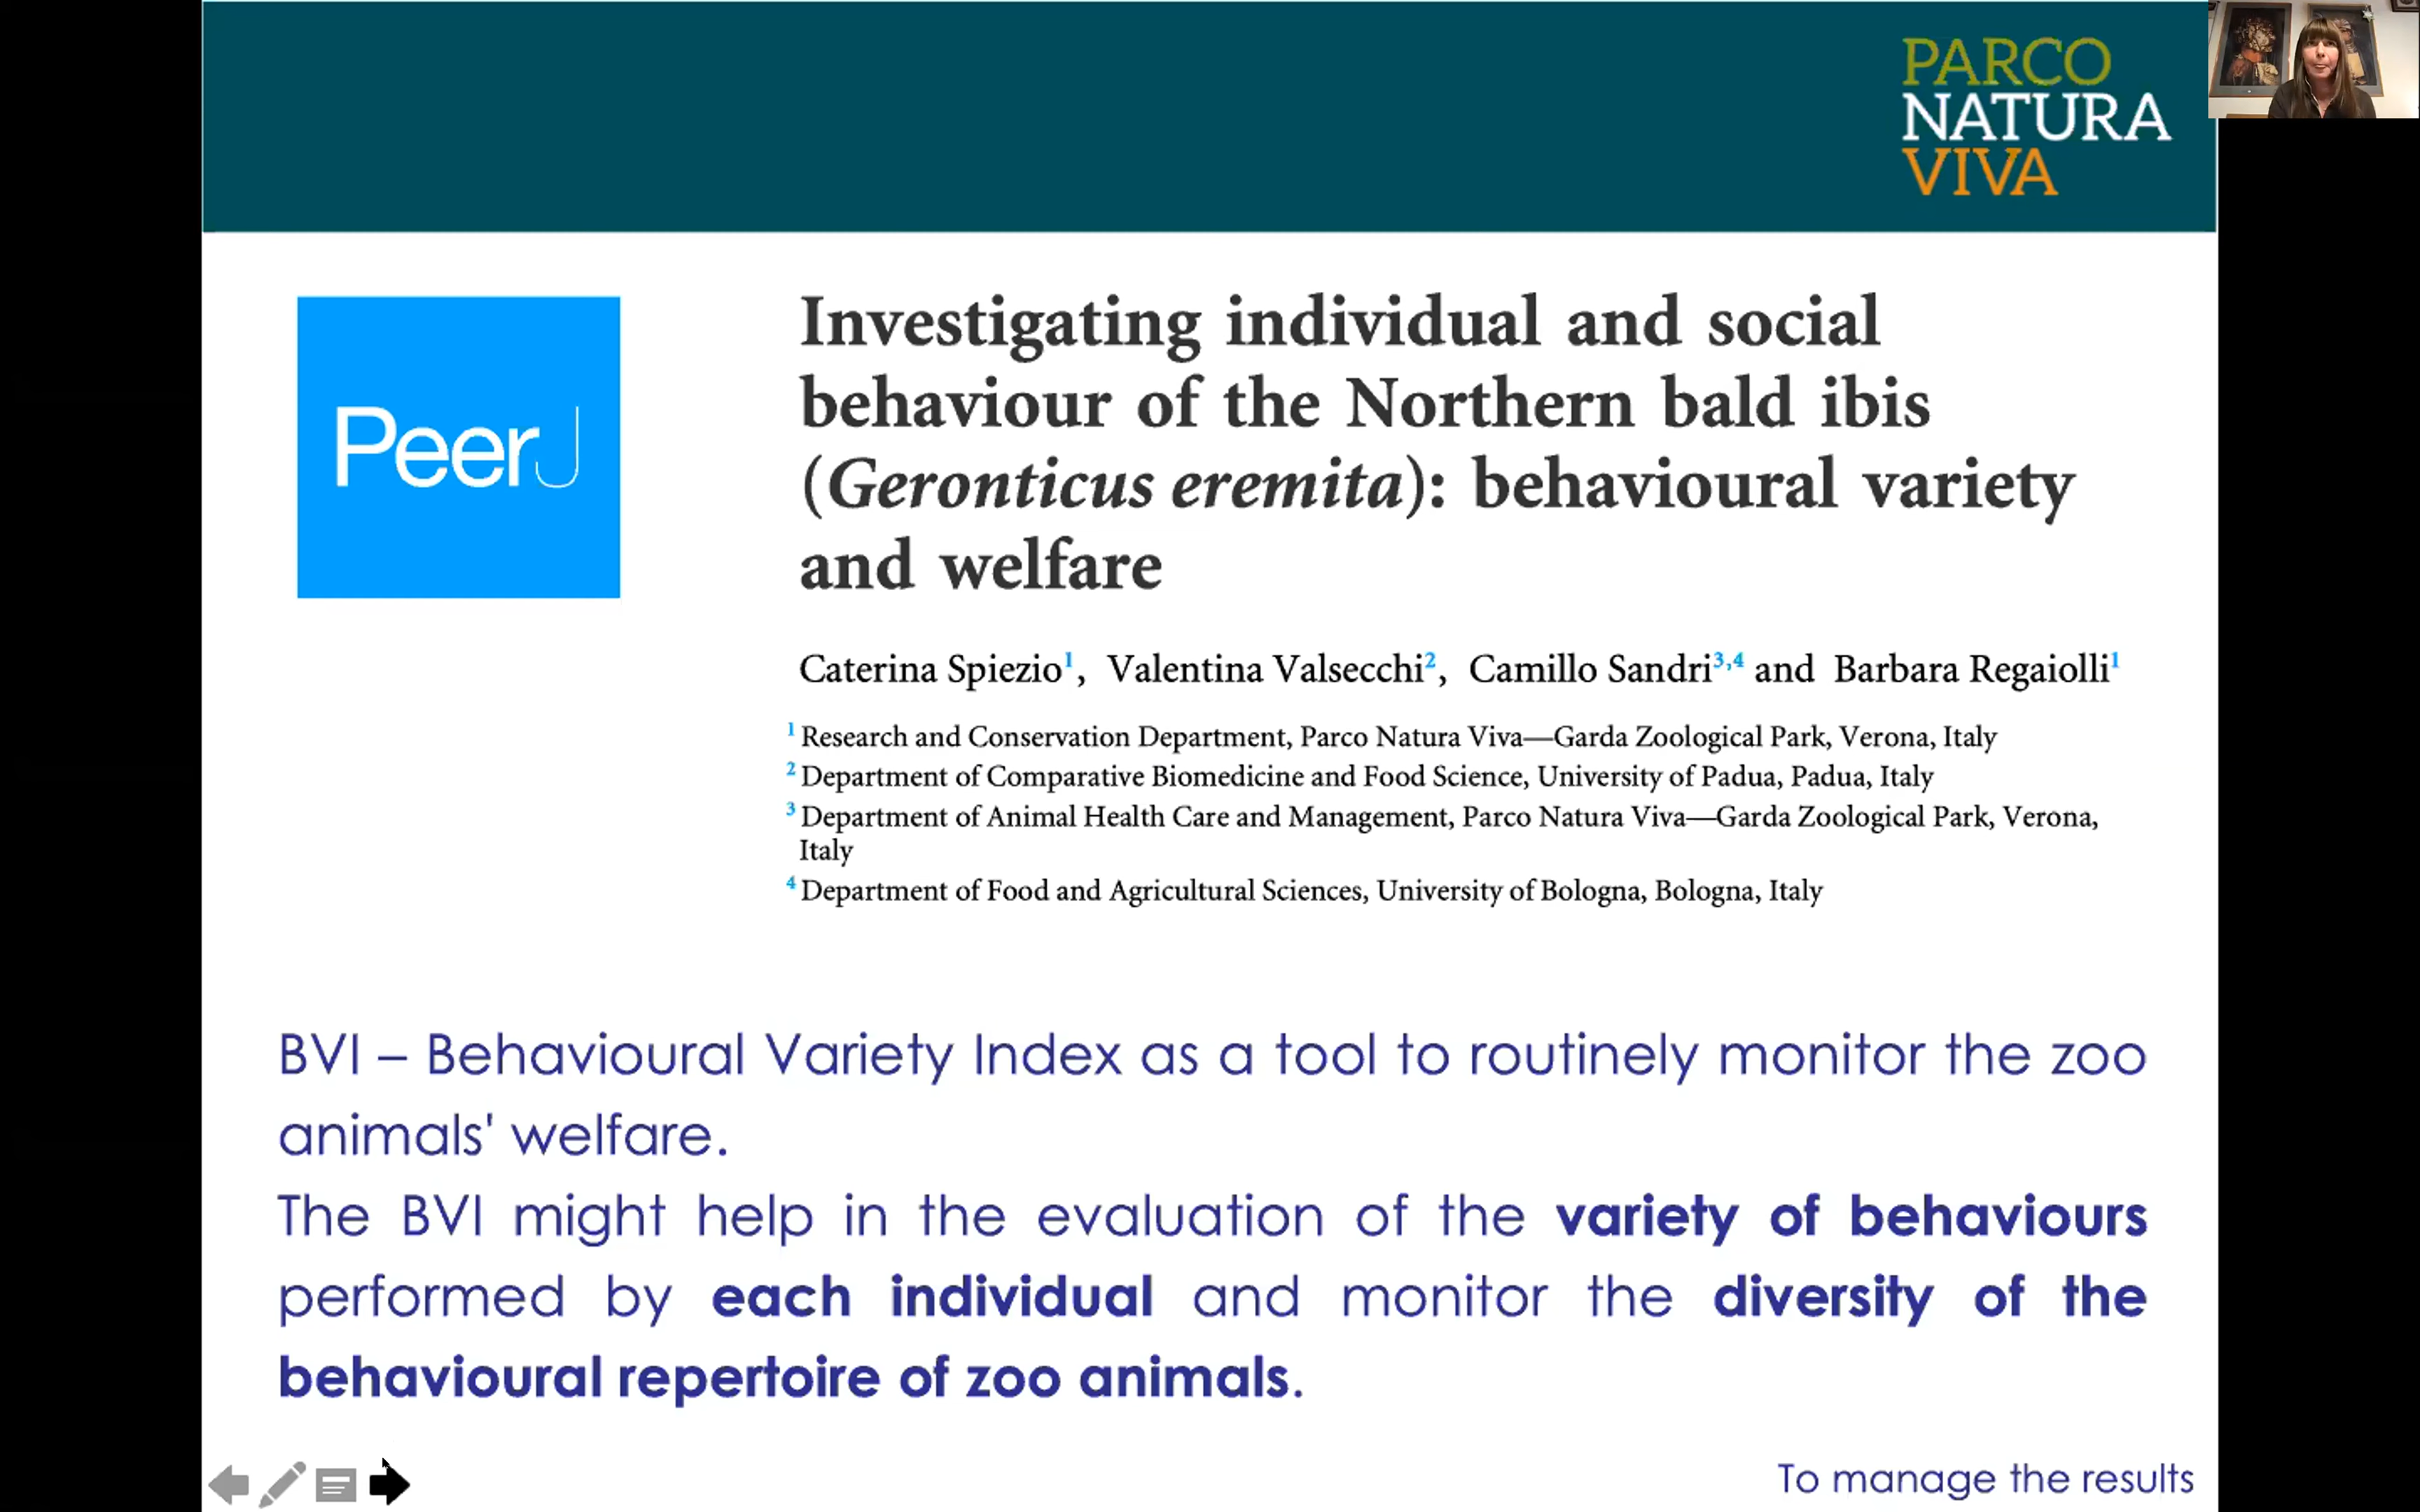 PARCO
NATURA
VIVA
PeerJ
Investigating individual and social
behaviour of the Northern bald ibis
(Geronticus eremita): behavioural variety
and welfare
Caterina Spiezio1, Valentina Valsecchi2, Camillo Sandri3,4 and Barbara Regaiolli1
1 Research and Conservation Department, Parco Natura Viva—Garda Zoological Park, Verona, Italy
2 Department of Comparative Biomedicine and Food Science, University of Padua, Padua, Italy
3 Department of Animal Health Care and Management, Parco Natura Viva—Garda Zoological Park, Verona,
Italy
4 Department of Food and Agricultural Sciences, University of Bologna, Bologna, Italy
BVI – Behavioural Variety Index as a tool to routinely monitor the zoo
animals' welfare.
The BVI might help in the evaluation of the variety of behaviours
performed by each individual and monitor the diversity of the
behavioural repertoire of zoo animals.
To manage the results